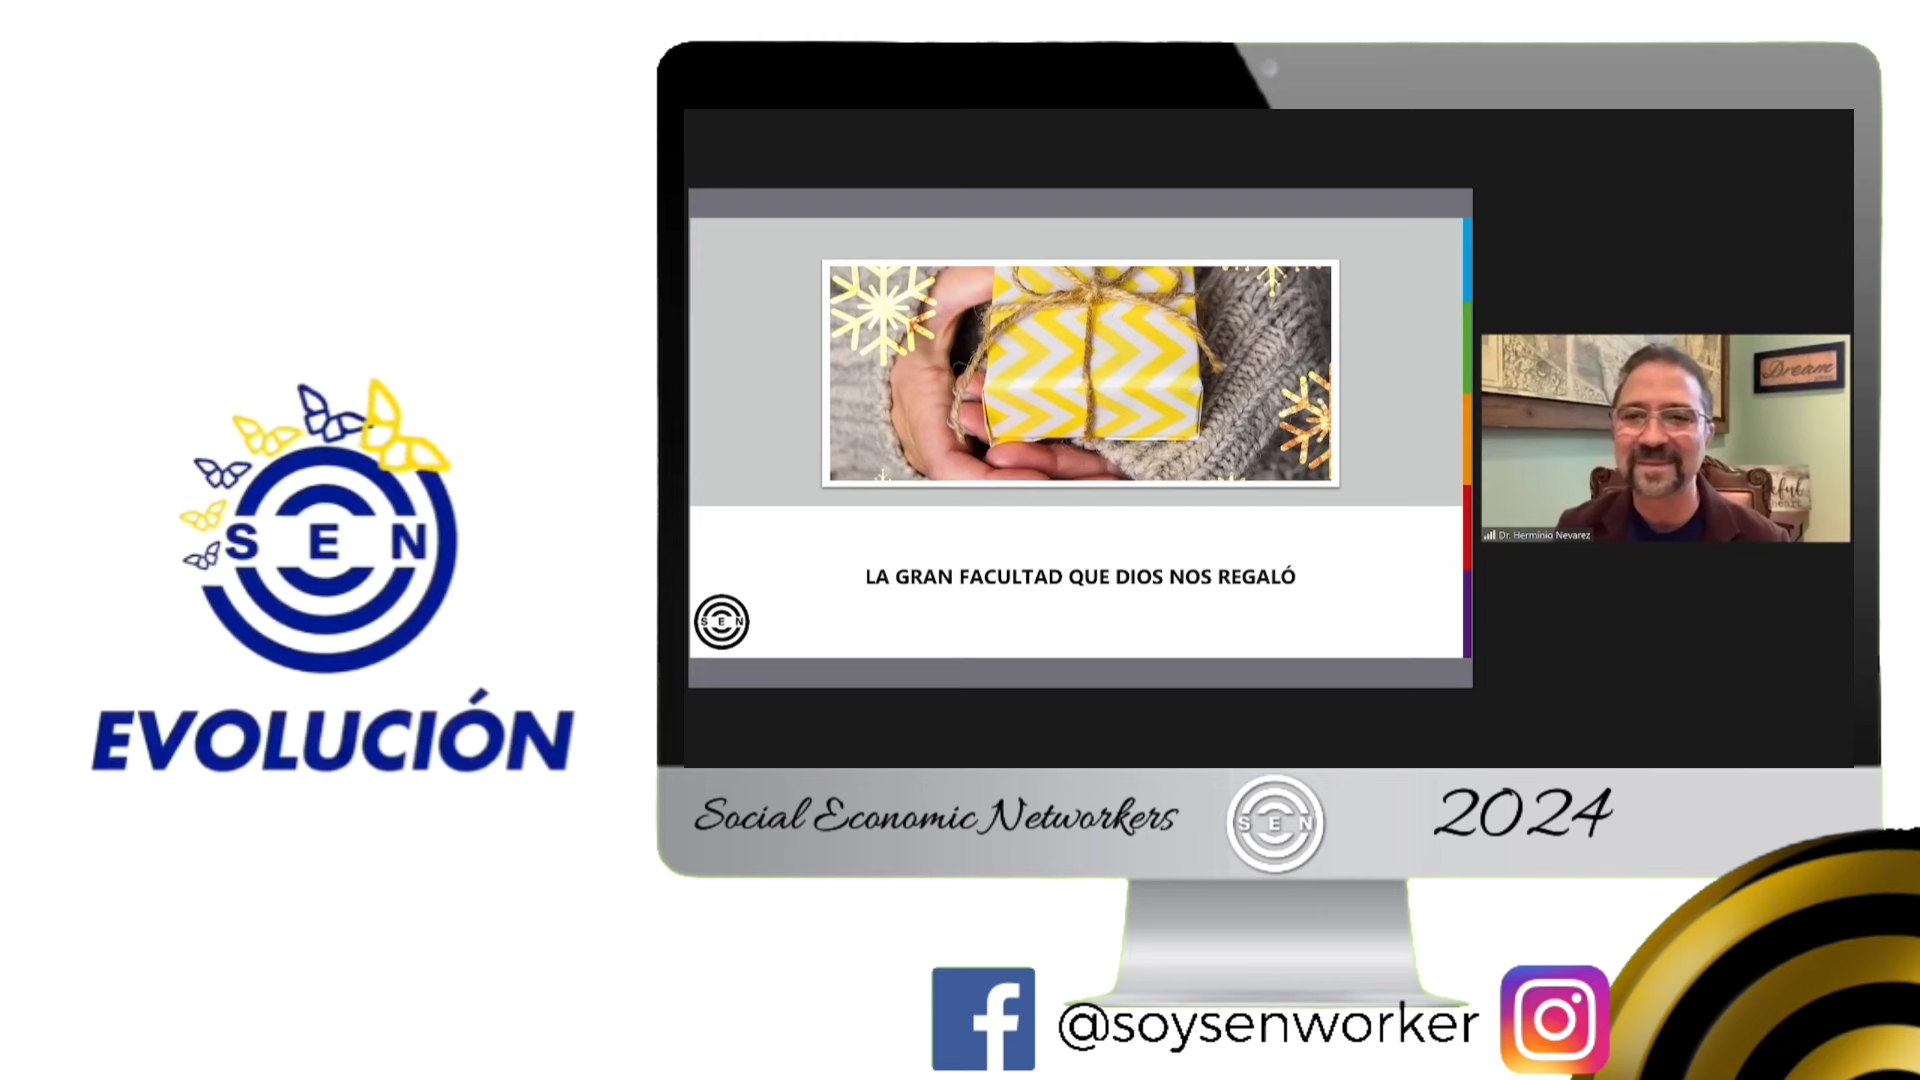 S E N
EVOLUCIÓN
LA GRAN FACULTAD QUE DIOS NOS REGALÓ
S E N
Dream
Dr. Herminio Nevarez
Social Economic Networkers
S E N
2024
@soysenworker